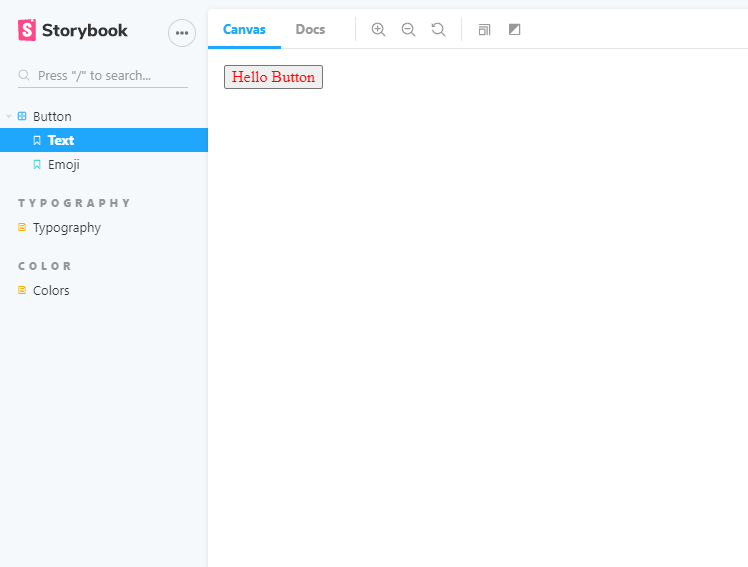 Storybook
Canvas Docs
Press "/" to search...
Hello Button
Button
Text
Emoji
TYPOGRAPHY
Typography
COLOR
Colors